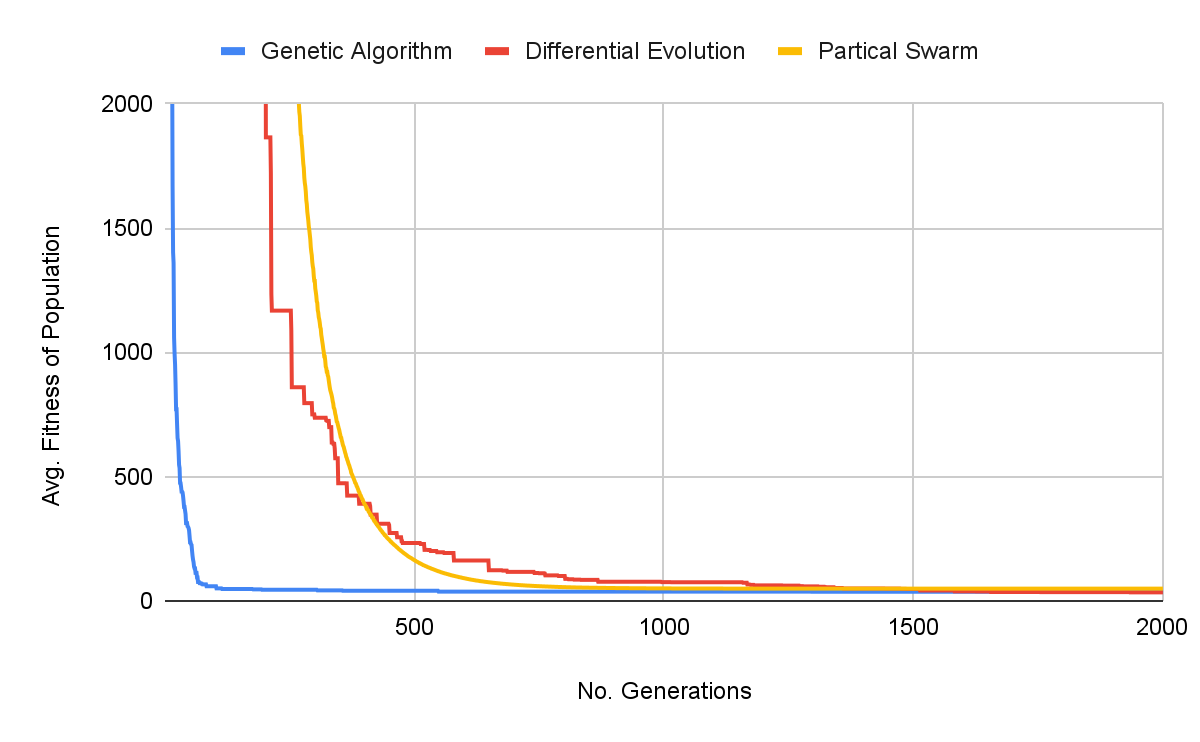 Genetic Algorithm Differential Evolution Partical Swarm
2000
1500
1000
500
0
Avg. Fitness of Population
500 1000 1500 2000
No. Generations